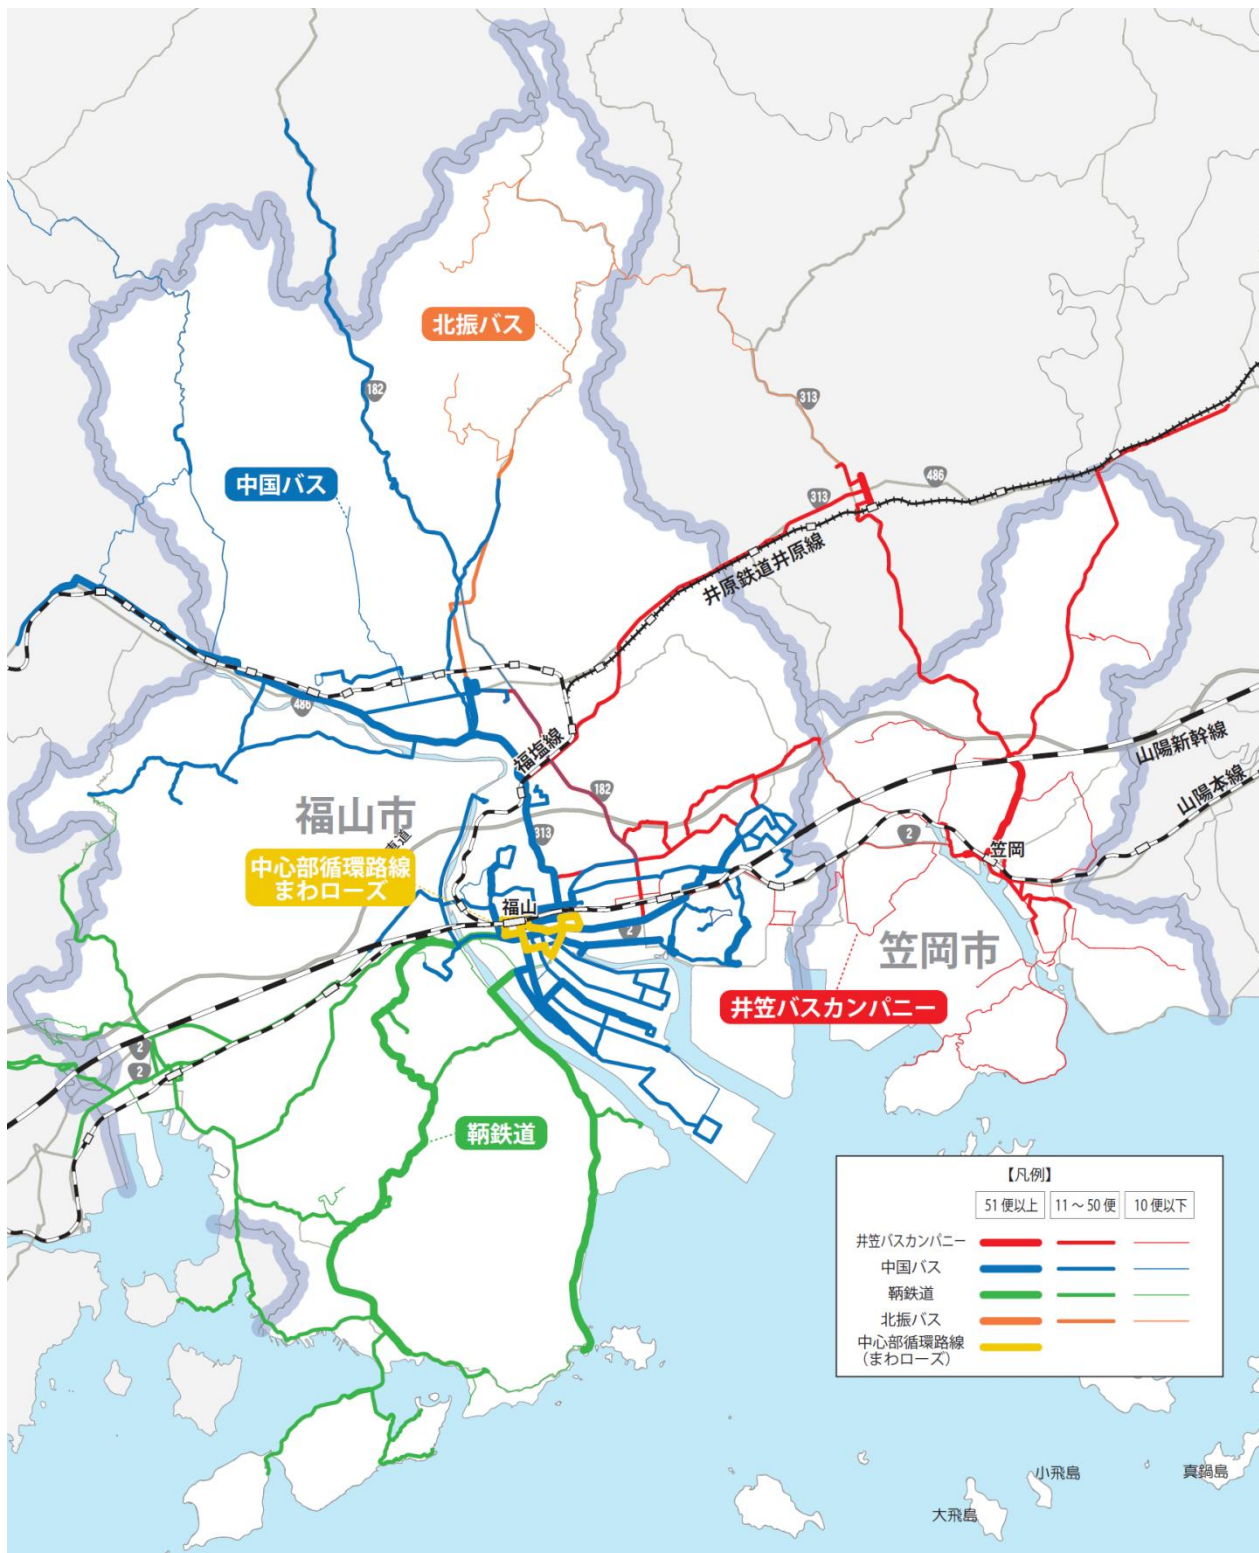 北振バス
182
313
中国バス
486
313
井原鉄道井原線
486
福塩線
山陽新幹線
182
山陽本線
福山市
313
道
2
笠岡
中心部循環路線
まわローズ
福山
2
笠岡市
井笠バスカンパニー
2
2
鞆鉄道
【凡例】
51便以上 11～50便 10便以下
井笠バスカンパニー
中国バス
鞆鉄道
北振バス
中心部循環路線
(まわローズ)
小飛島
真鍋島
大飛島